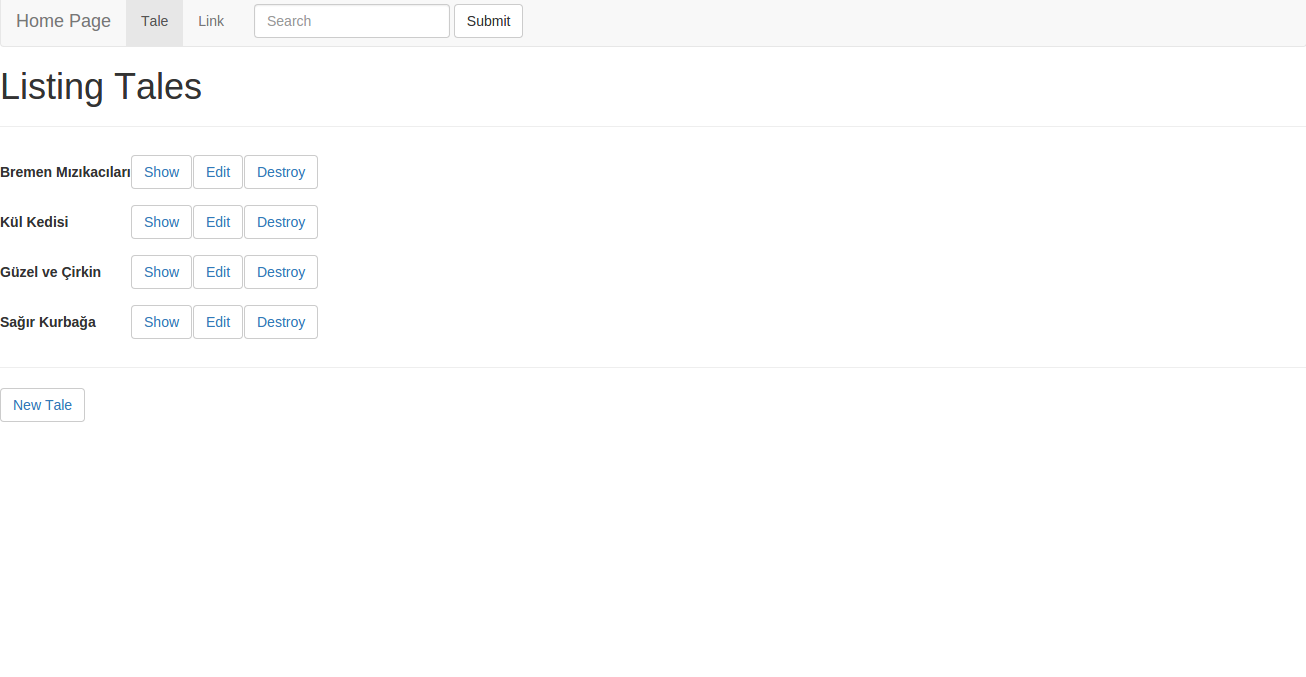 Home Page Tale Link Search Submit
Listing Tales
Bremen Mızıkacıları Show Edit Destroy
Kül Kedisi Show Edit Destroy
Güzel ve Çirkin Show Edit Destroy
Sağır Kurbağa Show Edit Destroy
New Tale